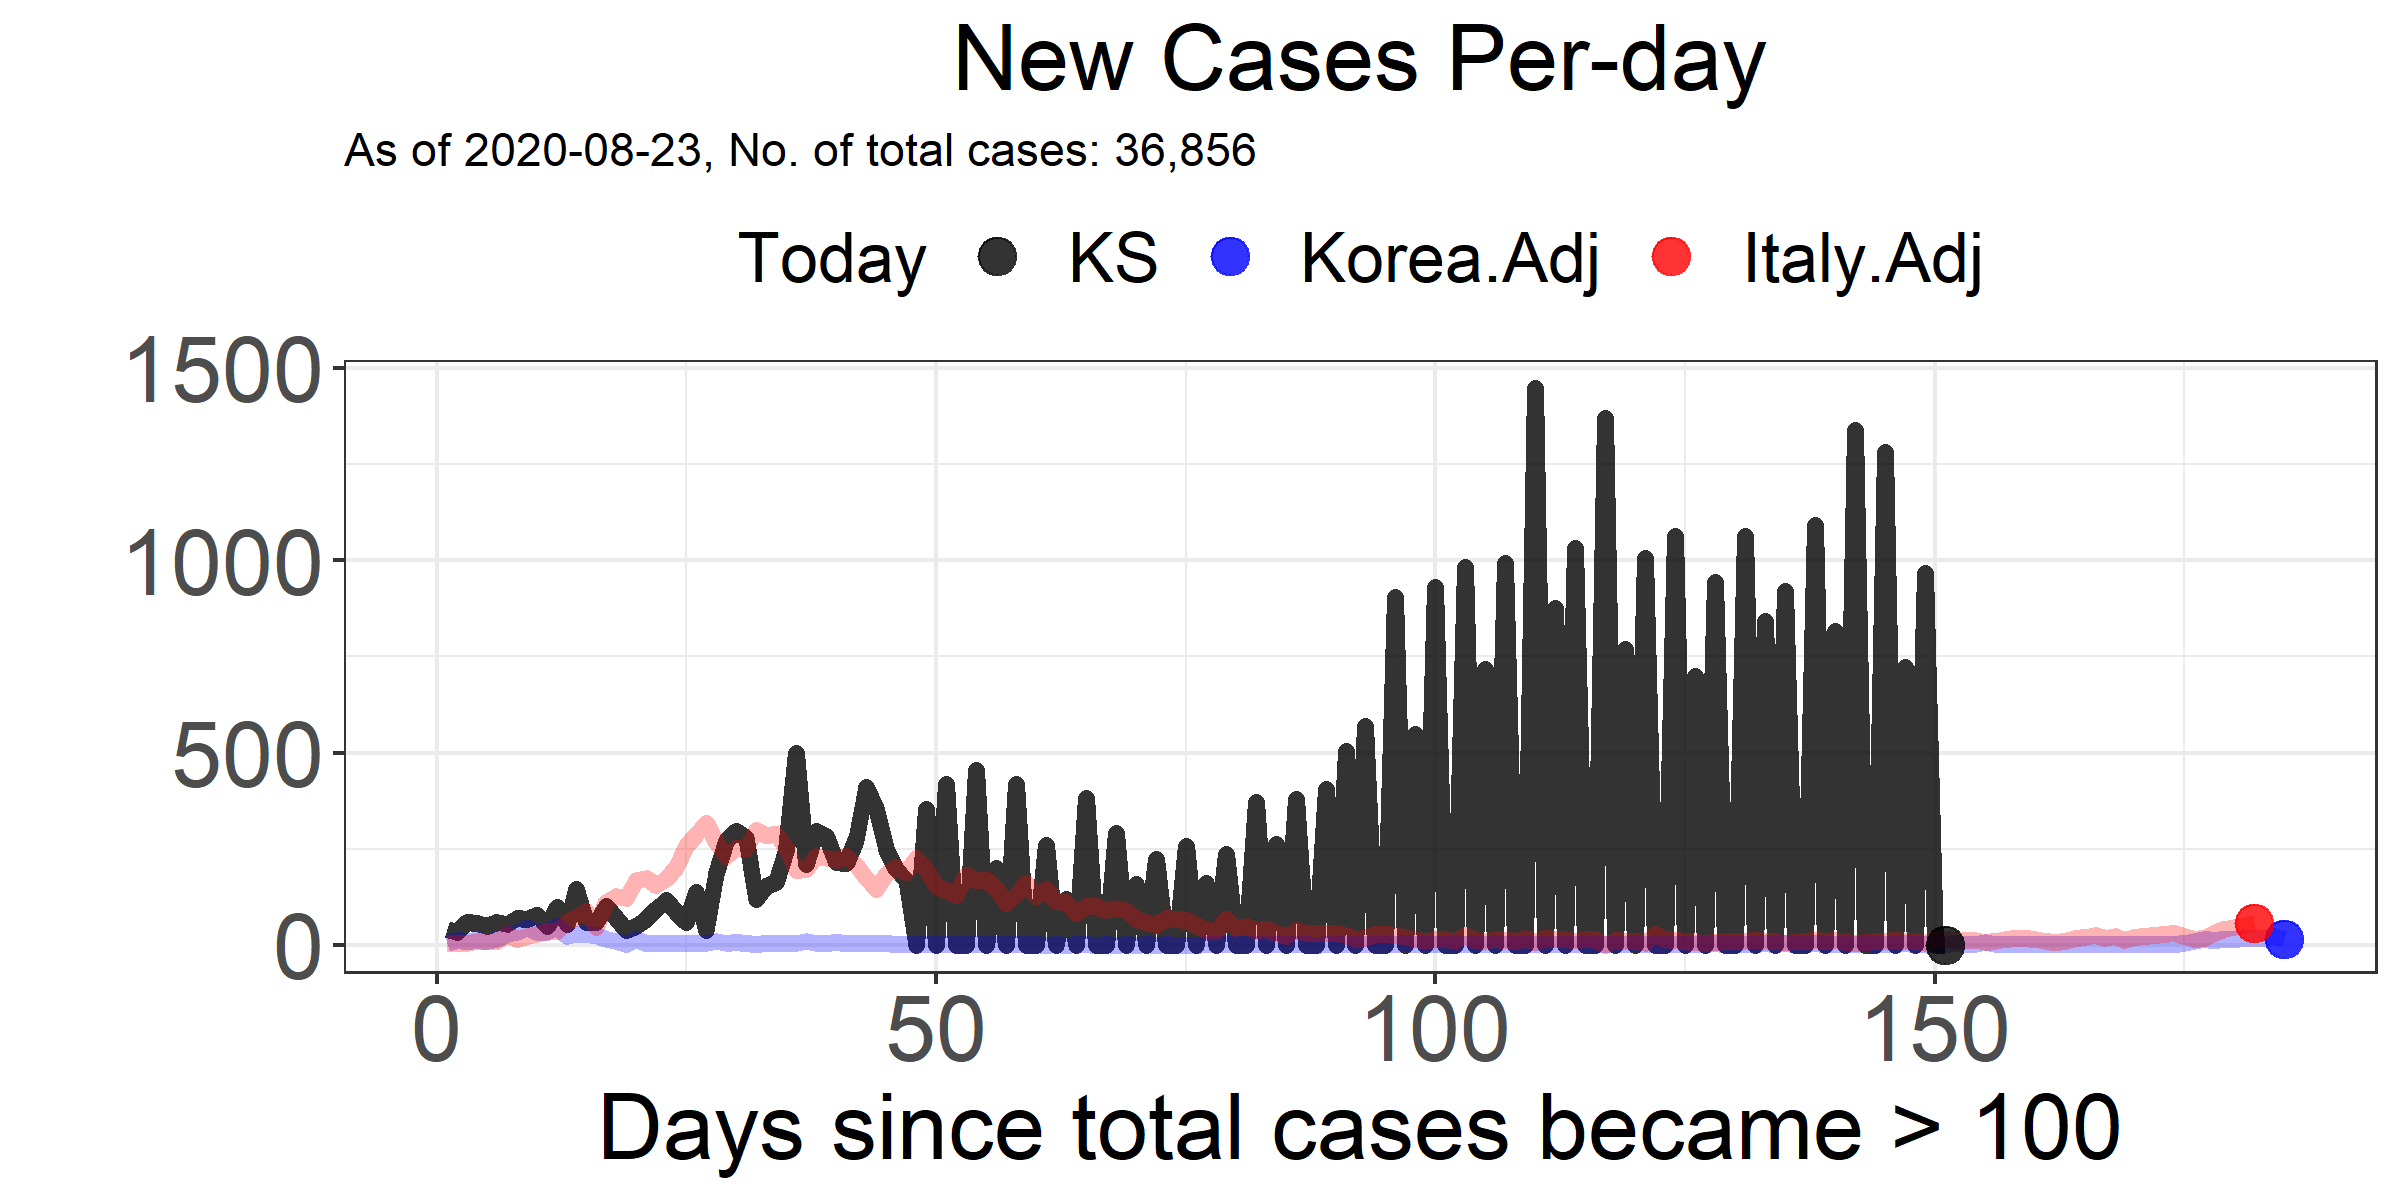 New Cases Per-day
As of 2020-08-23, No. of total cases: 36,856
Today KS Korea.Adj Italy.Adj
1500
1000
500
0
0 50 100 150
Days since total cases became > 100